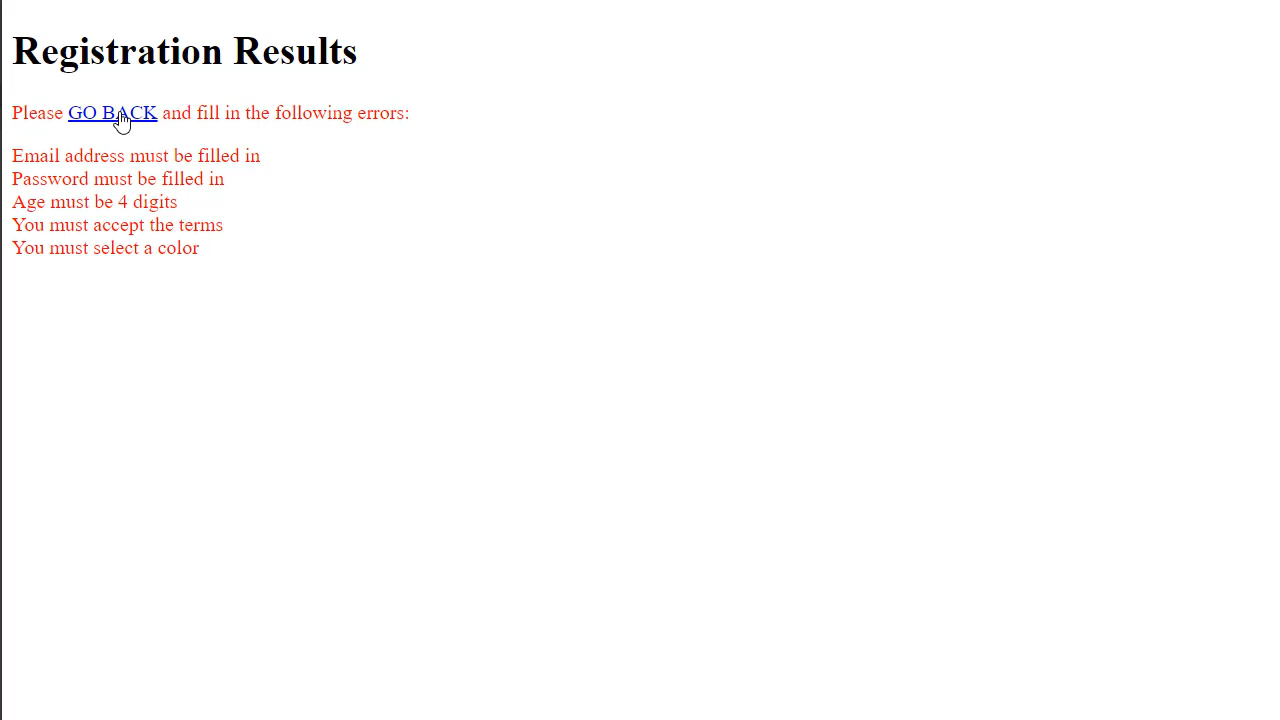 Registration Results
Please GO BACK and fill in the following errors:
Email address must be filled in
Password must be filled in
Age must be 4 digits
You must accept the terms
You must select a color